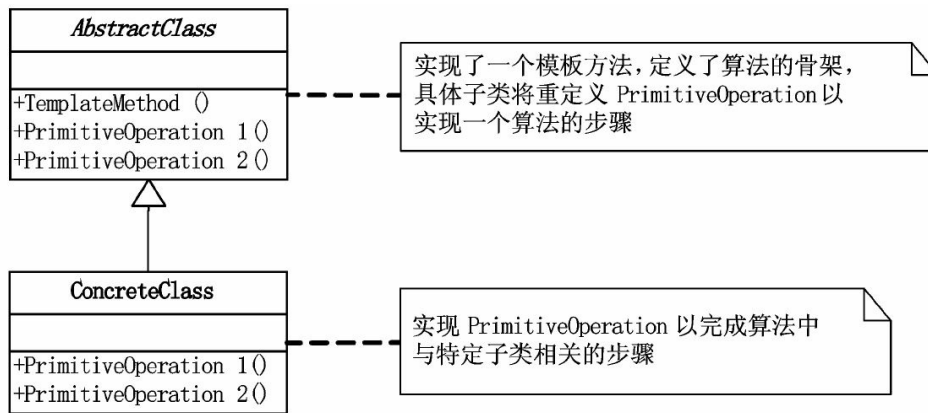 AbstractClass
+TemplateMethod ()
+PrimitiveOperation 1()
+PrimitiveOperation 2()
实现了一个模板方法，定义了算法的骨架，
具体子类将重定义 PrimitiveOperation 以
实现一个算法的步骤
ConcreteClass
+PrimitiveOperation 1()
+PrimitiveOperation 2()
实现 PrimitiveOperation 以完成算法中
与特定子类相关的步骤